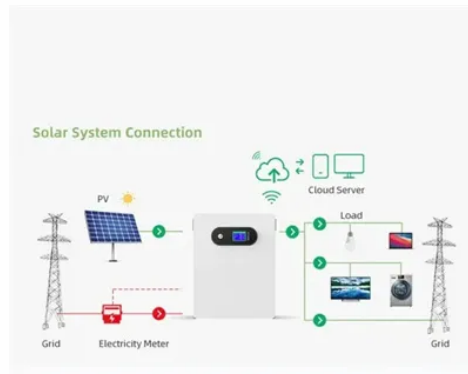 Solar System Connection
Cloud Server
PV
Load
Grid
Electricity Meter
Grid